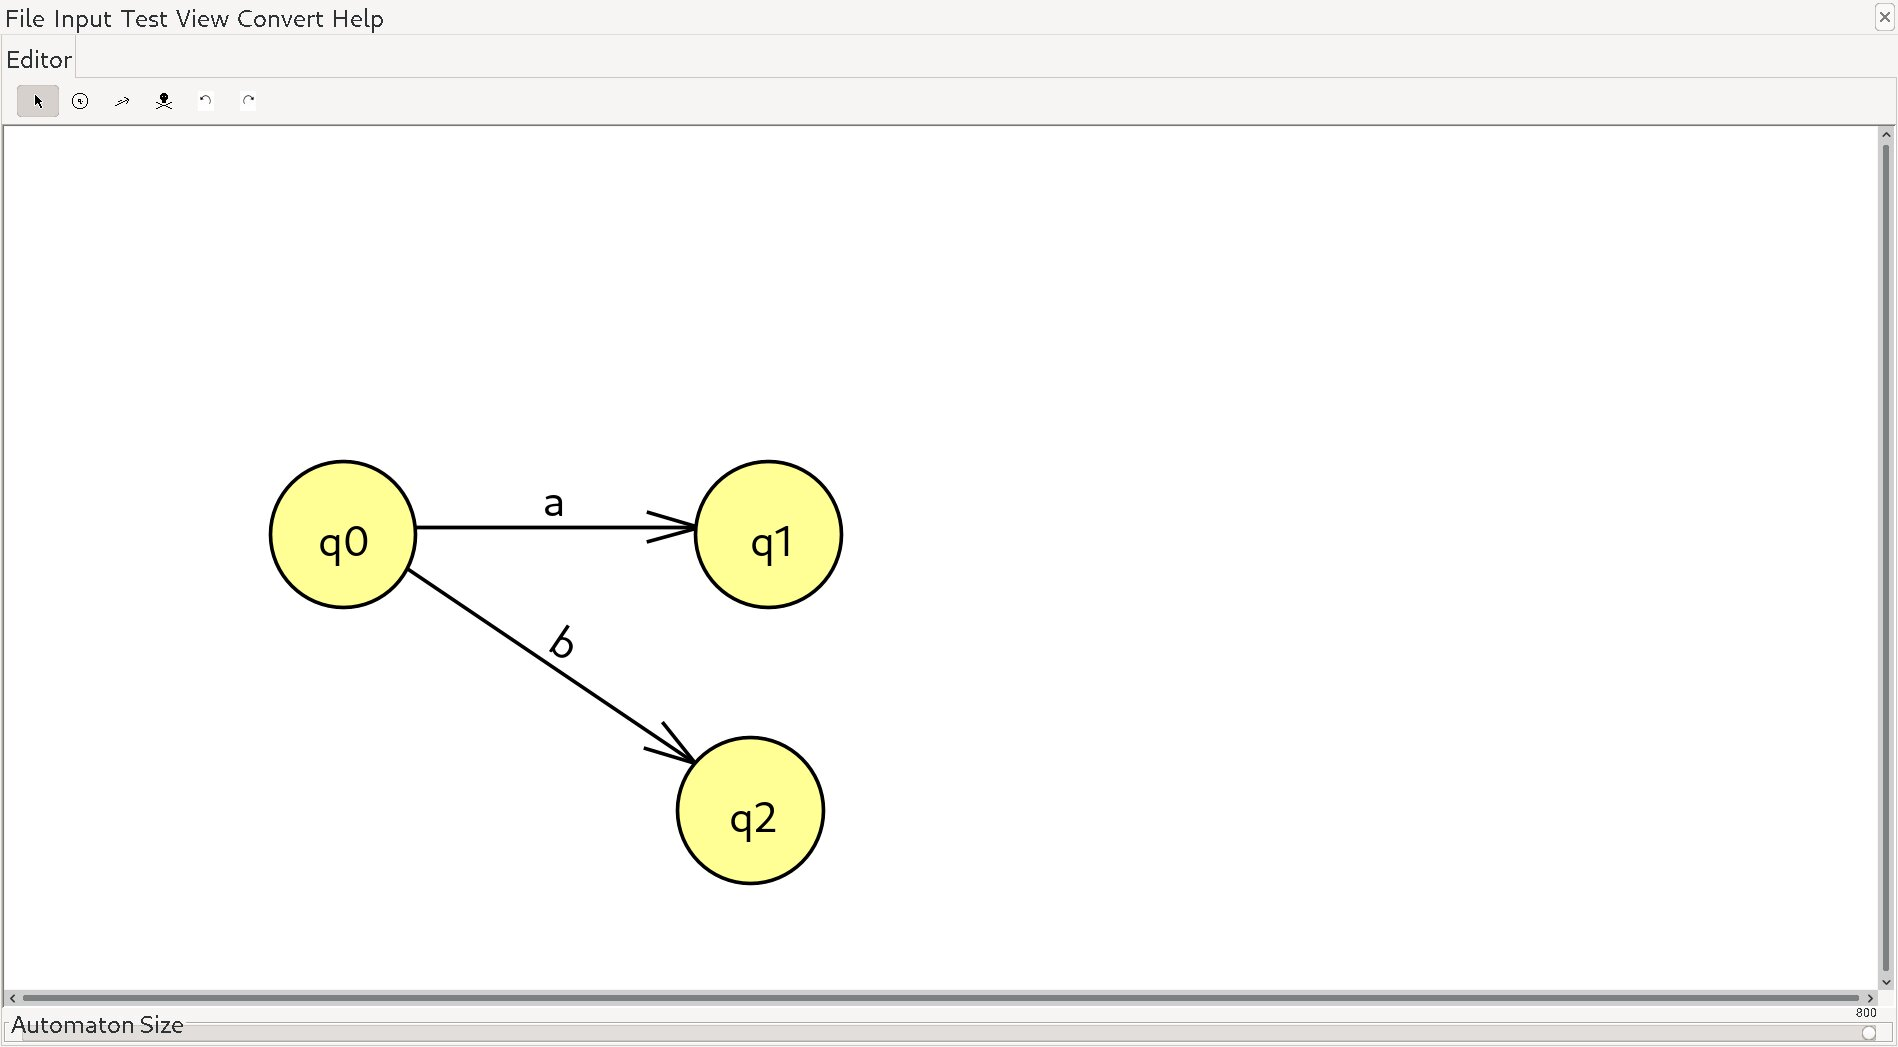 File Input Test View Convert Help
Editor
a
q0
q1
b
q2
800
Automaton Size